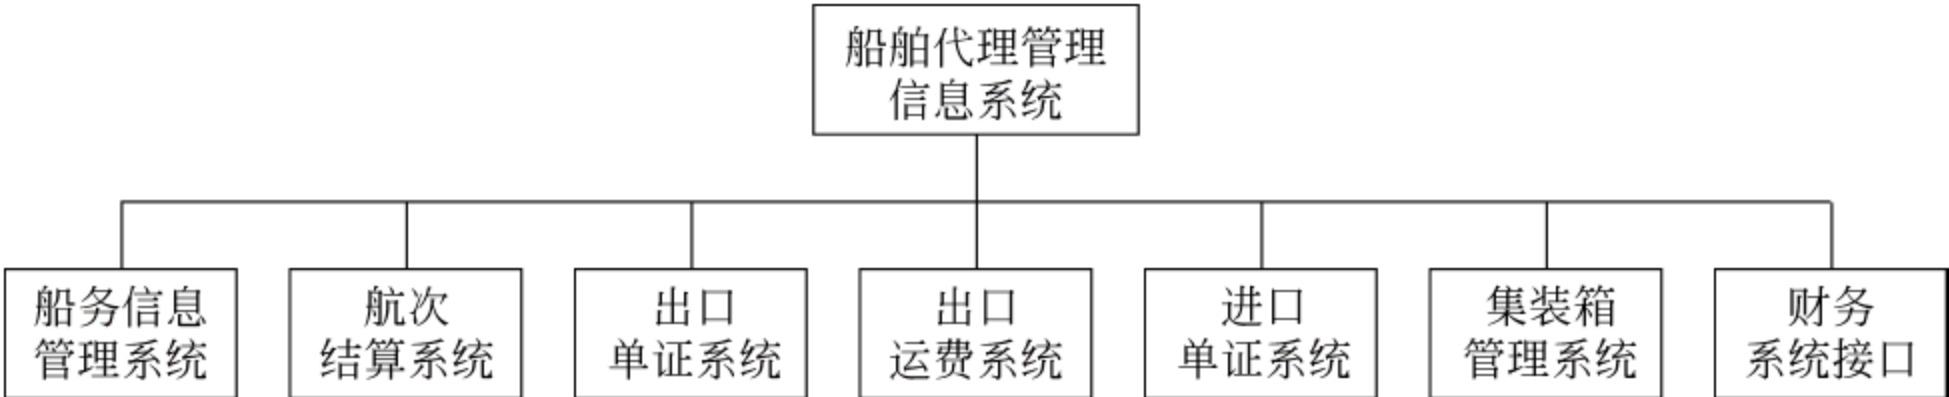 船舶代理管理
信息系统
船务信息
管理系统
航次
结算系统
出口
单证系统
出口
运费系统
进口
单证系统
集装箱
管理系统
财务
系统接口